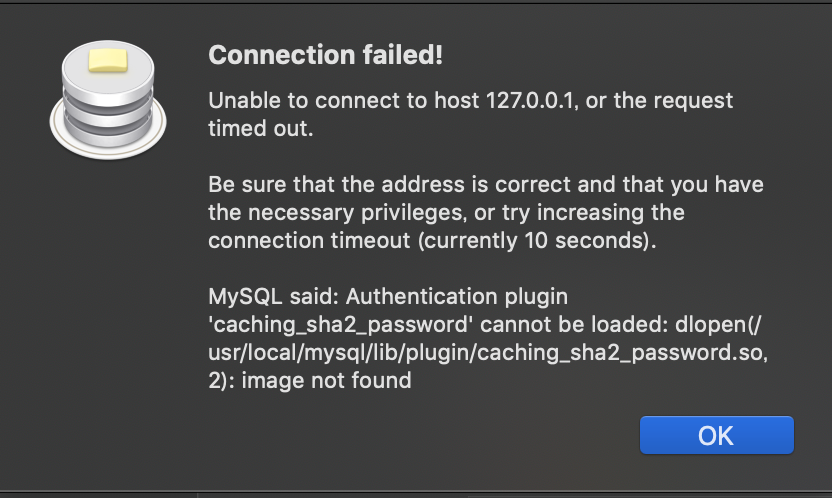 Connection failed!
Unable to connect to host 127.0.0.1, or the request
timed out.
Be sure that the address is correct and that you have
the necessary privileges, or try increasing the
connection timeout (currently 10 seconds).
MySQL said: Authentication plugin
'caching_sha2_password' cannot be loaded: dlopen(/
usr/local/mysql/lib/plugin/caching_sha2_password.so,
2): image not found
OK